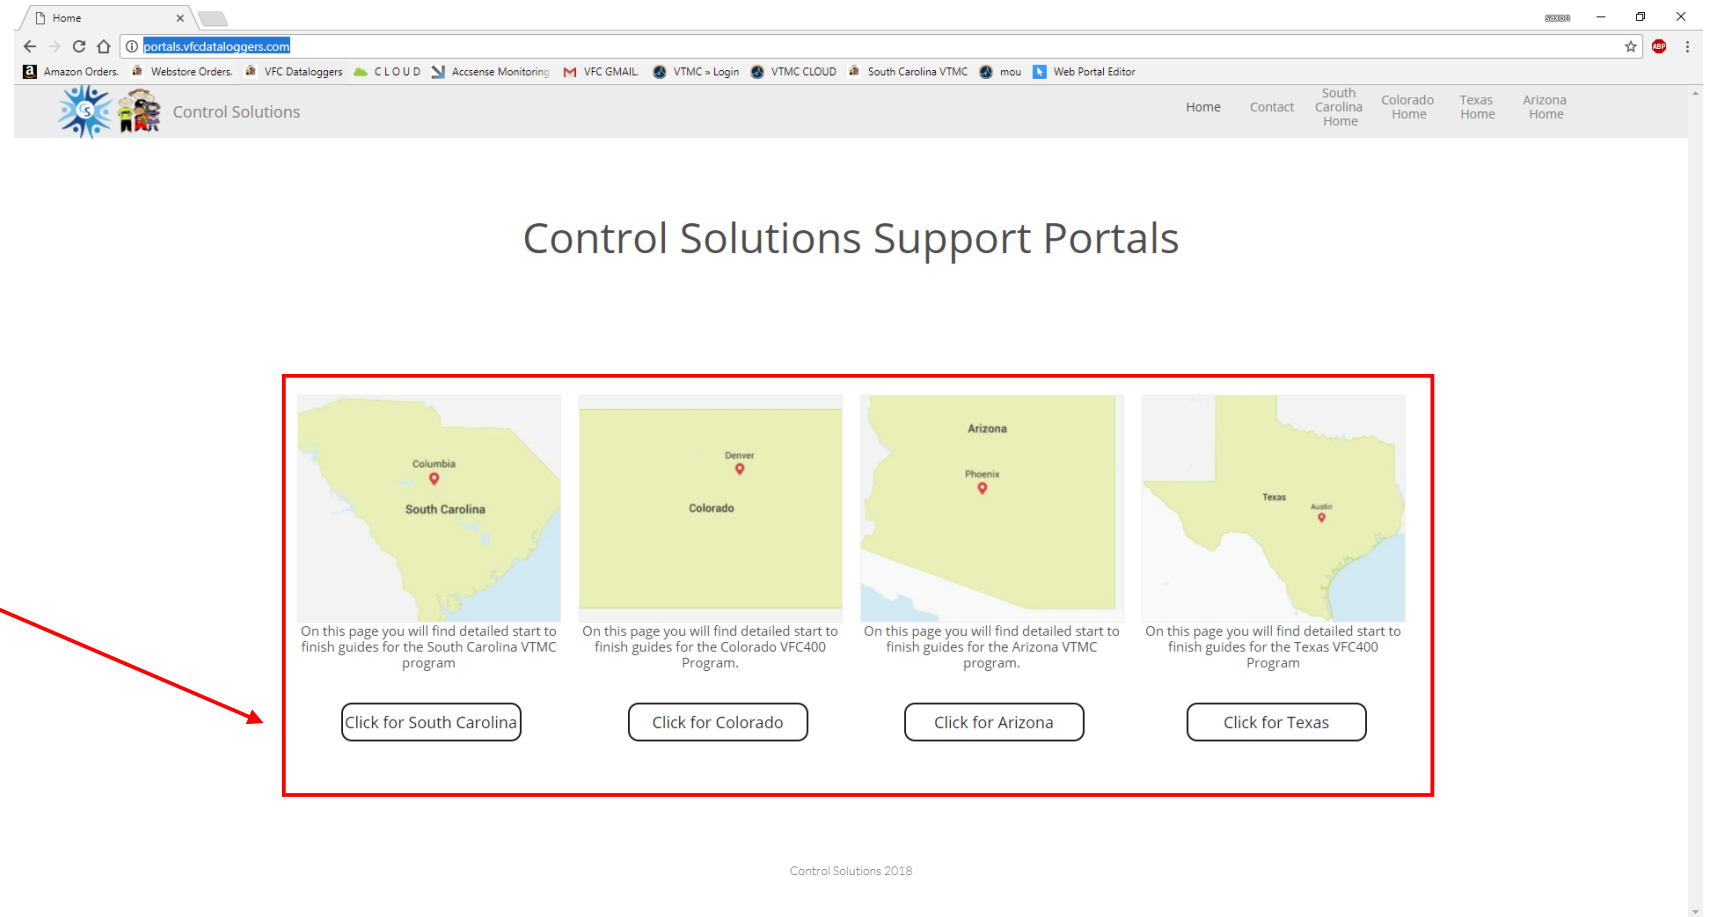 Home
saxon
portals.vfcdataloggers.com
ABP
a Amazon Orders. Webstore Orders. VFC Dataloggers C L O U D Accsense Monitoring VFC GMAIL. VTMC » Login VTMC CLOUD South Carolina VTMC mou Web Portal Editor
CS
Control Solutions
Home
Contact
South
Carolina
Home
Colorado
Home
Texas
Home
Arizona
Home
Control Solutions Support Portals
Columbia
South Carolina
On this page you will find detailed start to
finish guides for the South Carolina VTMC
program
Click for South Carolina
Denver
Colorado
On this page you will find detailed start to
finish guides for the Colorado VFC400
Program.
Click for Colorado
Arizona
Phoenix
On this page you will find detailed start to
finish guides for the Arizona VTMC
program.
Click for Arizona
Texas
Austin
On this page you will find detailed start to
finish guides for the Texas VFC400
Program
Click for Texas
Control Solutions 2018